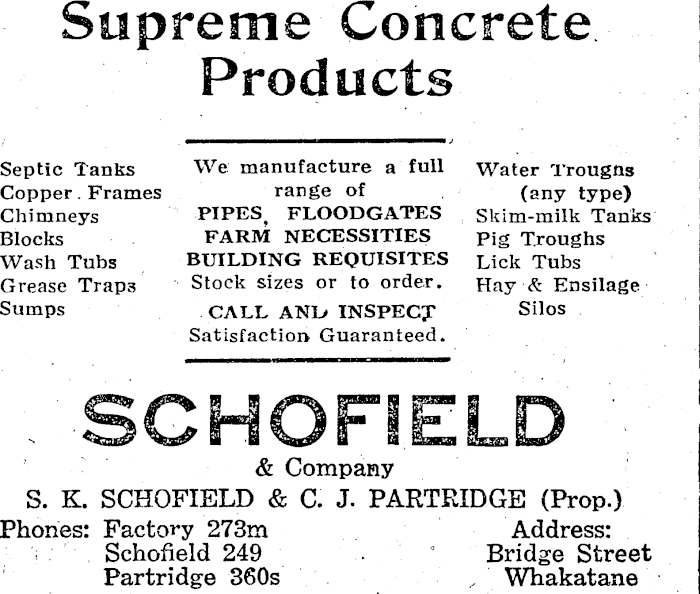 Supreme Concrete
Products
Septic Tanks
Copper Frames
Chimneys
Blocks
Wash Tubs
Grease Traps
Sumps
We manufacture a full
range of
PIPES, FLOODGATES
FARM NECESSITIES
BUILDING REQUISITES
Stock sizes or to order.
CALL AND INSPECT
Satisfaction Guaranteed.
Water Troughs
(any type)
Skim-milk Tanks
Pig Troughs
Lick Tubs
Hay & Ensilage
Silos
SCHOFIELD
& Company
S. K. SCHOFIELD & C. J. PARTRIDGE (Prop.)
Phones: Factory 273m
Schofield 249
Partridge 360s
Address:
Bridge Street
Whakatane